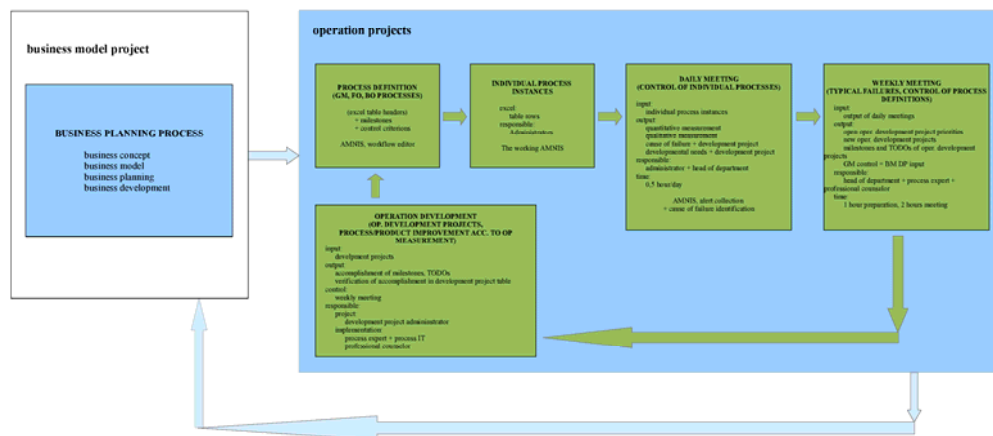 business model project
BUSINESS PLANNING PROCESS
business concept
business model
business planning
business development
operation projects
PROCESS DEFINITION
(GM, FO, BO PROCESSES)
(excel table headers)
+ milestones
+ control criterions
AMNIS, workflow editor
INDIVIDUAL PROCESS
INSTANCES
excel
table rows
responsible:
Administrators
The working AMNIS
DAILY MEETING
(CONTROL OF INDIVIDUAL PROCESSES)
input:
individual process instances
output:
quantitative measurement
qualitative measurement
cause of failure + development project
developmental needs + development project
responsible:
administrator + head of department
time:
0,5 hour/day
AMNIS, alert collection
+ cause of failure identification
WEEKLY MEETING
(TYPICAL FAILURES, CONTROL OF PROCESS
DEFINITIONS)
input:
output of daily meetings
output:
open oper. development project priorities
new oper. development projects
milestones and TODOs of oper. development
projects
GM control + BM DP input
responsible:
head of department + process expert +
professional counselor
time:
1 hour preparation, 2 hours meeting
OPERATION DEVELOPMENT
(OP. DEVELOPMENT PROJECTS,
PROCESS/PRODUCT IMPROVEMENT ACC. TO OP
MEASUREMENT)
input
develpment projects
output:
accomplishment of milestones, TODOs
verification of accomplishment in development project table
control:
weekly meeting
responsible:
project:
development project administrator
implementation:
process expert + process IT
professional counselor